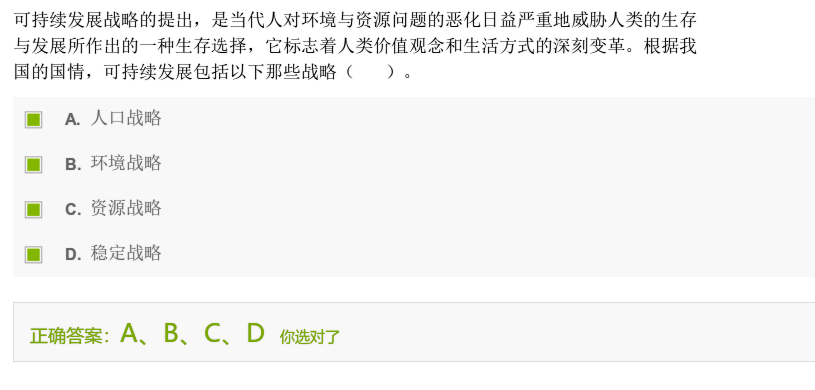 可持续发展战略的提出，是当代人对环境与资源问题的恶化日益严重地威胁人类的生存
与发展所作出的一种生存选择，它标志着人类价值观念和生活方式的深刻变革。根据我
国的国情，可持续发展包括以下那些战略（　　）。
A. 人口战略
B. 环境战略
C. 资源战略
D. 稳定战略
正确答案：A、B、C、D 你选对了